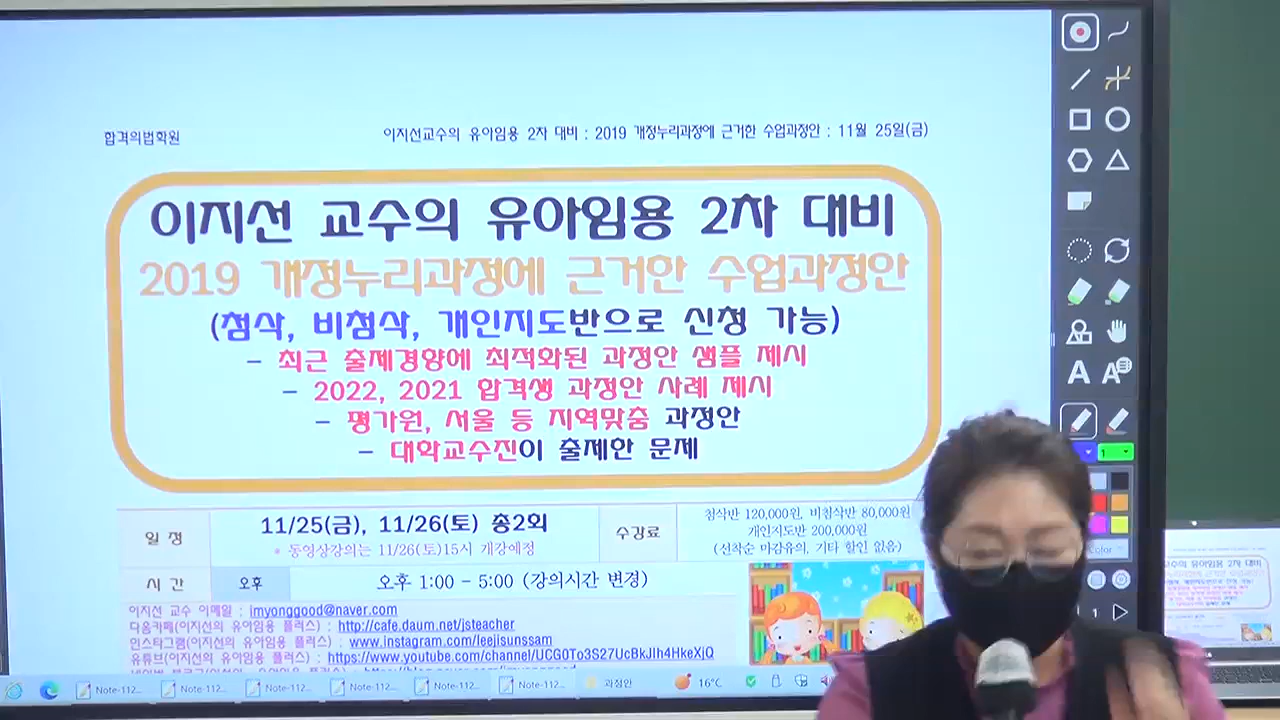 합격의법학원
이지선교수의 유아임용 2차 대비 : 2019 개정누리과정에 근거한 수업과정안 : 11월 25일(금)
이지선 교수의 유아임용 2차 대비
2019 개정누리과정에 근거한 수업과정안
(첨삭, 비첨삭, 개인지도반으로 신청 가능)
- 최근 출제경향에 최적화된 과정안 샘플 제시
- 2022, 2021 합격생 과정안 사례 제시
- 평가원, 서울 등 지역맞춤 과정안
- 대학교수진이 출제한 문제
일 정
11/25(금), 11/26(토) 총2회
* 동영상강의는 11/26(토)15시 개강예정
수강료
첨삭반 120,000원, 비첨삭반 80,000원
개인지도반 200,000원
(선착순 마감유의, 기타 할인 없음)
시 간
오후
오후 1:00 - 5:00 (강의시간 변경)
이지선 교수 이메일 : imyonggood@naver.com
다음카페(이지선의 유아임용 플러스) : http://cafe.daum.net/jsteacher
인스타그램(이지선의 유아임용 플러스) : www.instagram.com/leejisunssam
유튜브(이지선의 유아임용 플러스) : https://www.youtube.com/channel/UCG0To3S27UcBkJlh4HkeXjQ
Note-112...
Note-112...
Note-112...
Note-112...
Note-112...
Note-112...
과정안
16°C
A
A
1
Color
1